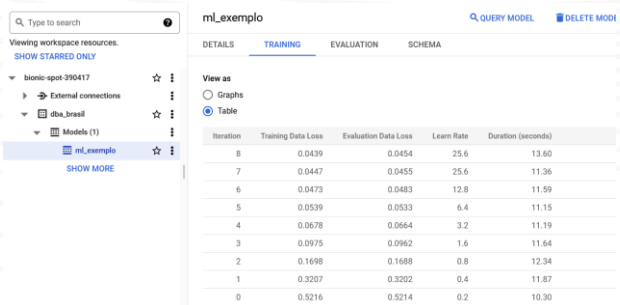 Type to search
Viewing workspace resources.
SHOW STARRED ONLY
bionic-spot-390417
External connections
dba_brasil
Models (1)
ml_exemplo
SHOW MORE
ml_exemplo
QUERY MODEL
DELETE MODE
DETAILS TRAINING EVALUATION SCHEMA
View as
Graphs
Table
Iteration Training Data Loss Evaluation Data Loss Learn Rate Duration (seconds)
8 0.0439 0.0454 25.6 13.60
7 0.0447 0.0455 25.6 11.36
6 0.0473 0.0483 12.8 11.59
5 0.0539 0.0533 6.4 11.15
4 0.0678 0.0664 3.2 11.19
3 0.0975 0.0962 1.6 11.64
2 0.1698 0.1688 0.8 12.34
1 0.3207 0.3202 0.4 11.87
0 0.5216 0.5214 0.2 10.30